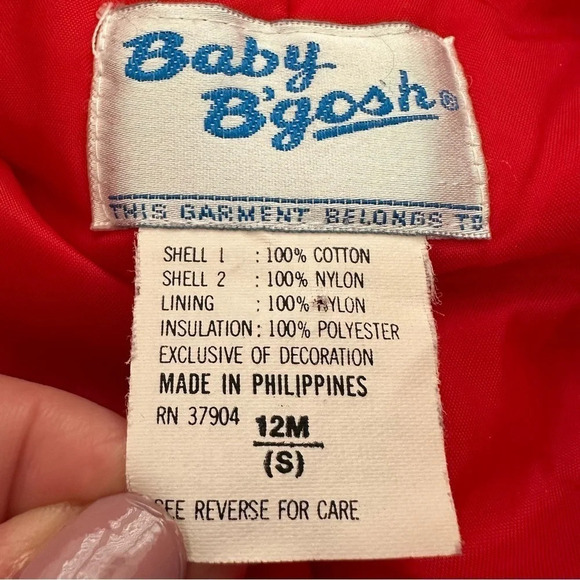 Baby
B'gosh®
THIS GARMENT BELONGS TO
SHELL 1 : 100% COTTON
SHELL 2 : 100% NYLON
LINING : 100% NYLON
INSULATION : 100% POLYESTER
EXCLUSIVE OF DECORATION
MADE IN PHILIPPINES
RN 37904
12M
(S)
SEE REVERSE FOR CARE